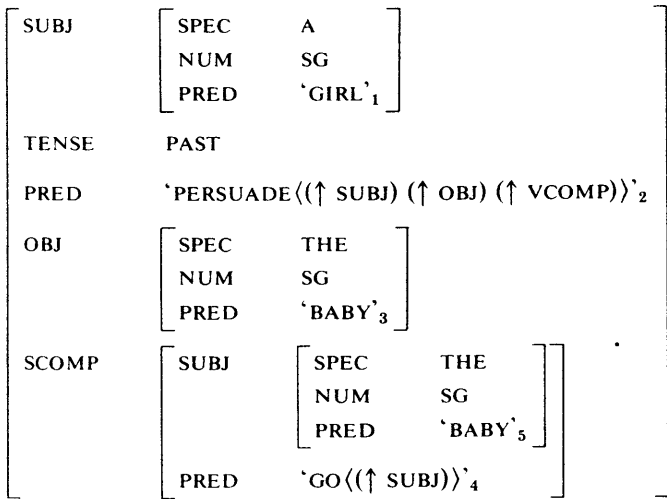 SUBJ SPEC A
NUM SG
PRED ‘GIRL’₁
TENSE PAST
PRED ‘PERSUADE⟨(↑ SUBJ) (↑ OBJ) (↑ VCOMP)⟩’₂
OBJ SPEC THE
NUM SG
PRED ‘BABY’₃
SCOMP SUBJ SPEC THE
NUM SG
PRED ‘BABY’₅
PRED ‘GO⟨(↑ SUBJ)⟩’₄